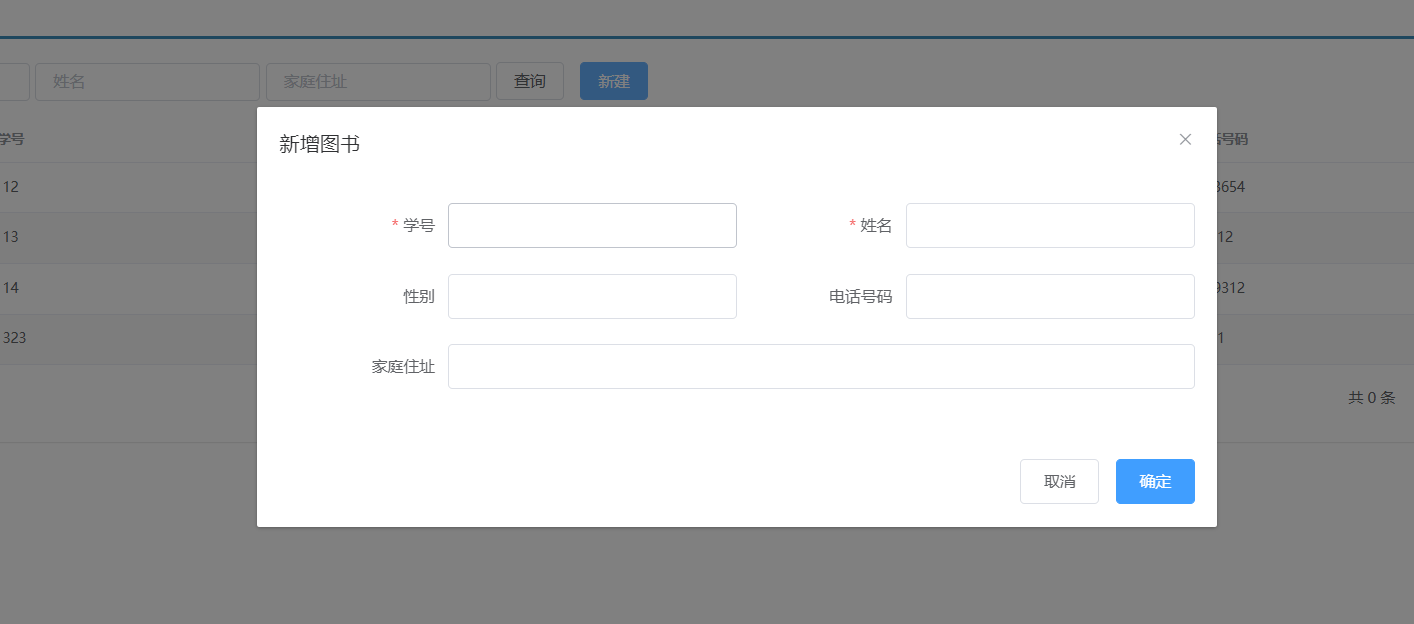 姓名 家庭住址 查询 新建
新增图书
学号 号码
12 3654
13 12
14 9312
323 1
* 学号 * 姓名
性别 电话号码
家庭住址
共 0 条
取消 确定